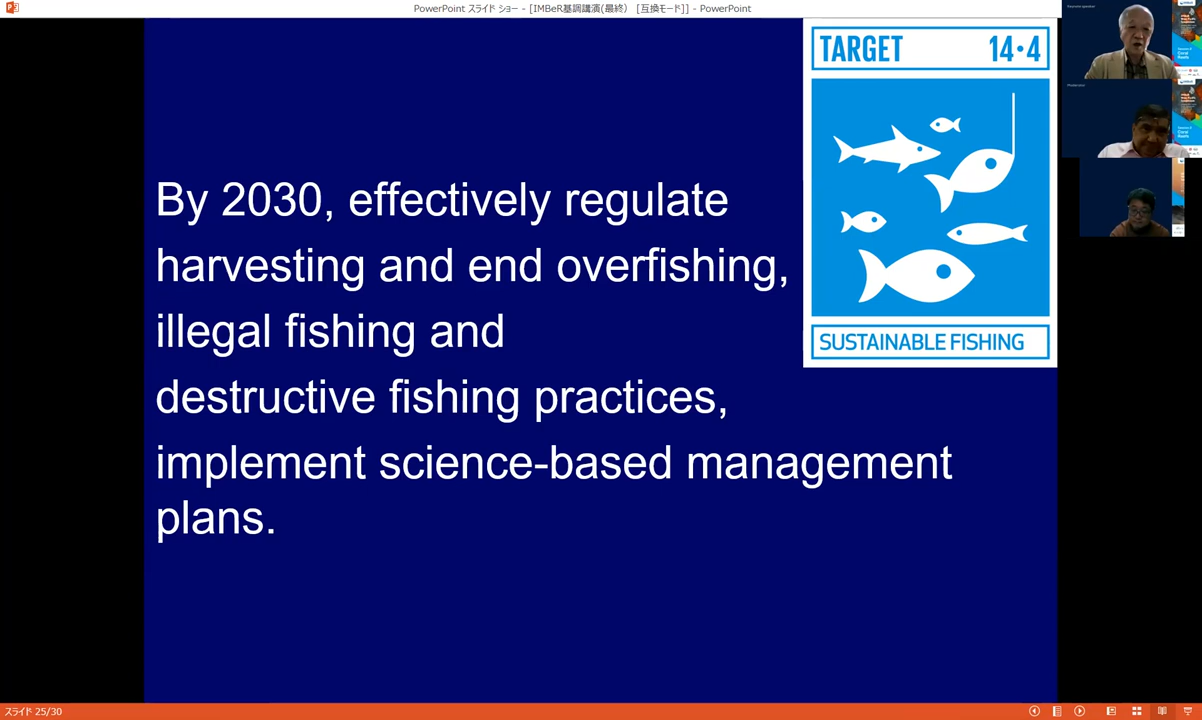 PowerPoint スライド ショー - [IMBeR基調講演(最終） [互換モード]] - PowerPoint
TARGET 14·4
By 2030, effectively regulate
harvesting and end overfishing,
illegal fishing and
destructive fishing practices,
implement science-based management
plans.
SUSTAINABLE FISHING
スライド 25/30